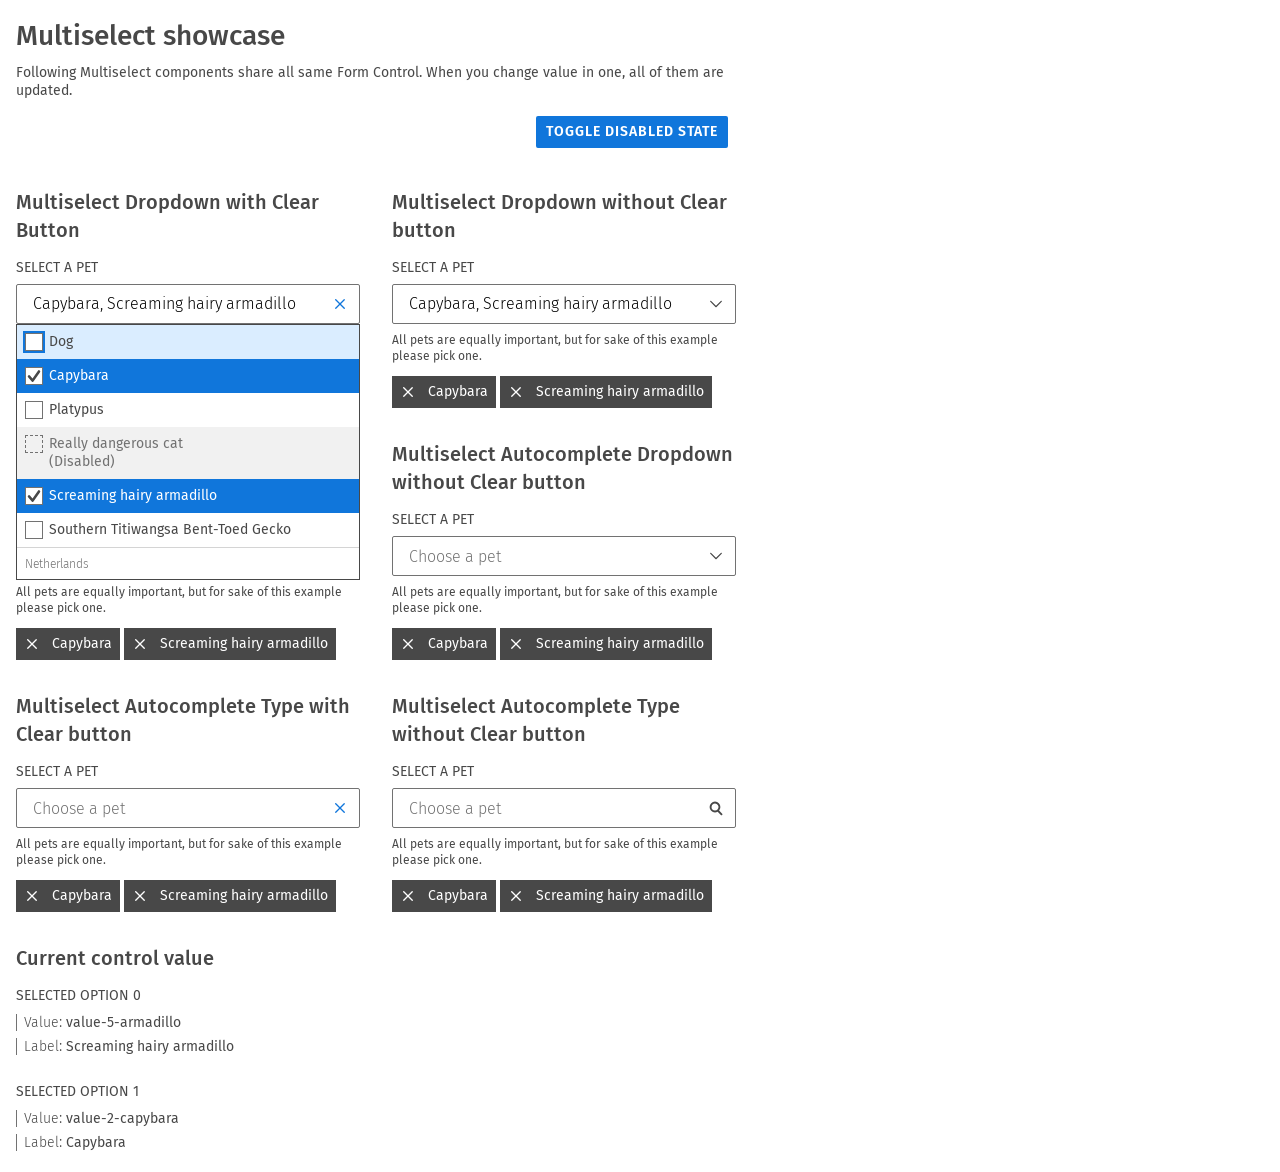 Multiselect showcase
Following Multiselect components share all same Form Control. When you change value in one, all of them are
updated.
TOGGLE DISABLED STATE
Multiselect Dropdown with Clear
Button
SELECT A PET
Capybara, Screaming hairy armadillo
Dog
Capybara
Platypus
Really dangerous cat
(Disabled)
Screaming hairy armadillo
Southern Titiwangsa Bent-Toed Gecko
Netherlands
All pets are equally important, but for sake of this example
please pick one.
Capybara
Screaming hairy armadillo
Multiselect Dropdown without Clear
button
SELECT A PET
Capybara, Screaming hairy armadillo
All pets are equally important, but for sake of this example
please pick one.
Capybara
Screaming hairy armadillo
Multiselect Autocomplete Dropdown
without Clear button
SELECT A PET
Choose a pet
All pets are equally important, but for sake of this example
please pick one.
Capybara
Screaming hairy armadillo
Multiselect Autocomplete Type with
Clear button
SELECT A PET
Choose a pet
All pets are equally important, but for sake of this example
please pick one.
Capybara
Screaming hairy armadillo
Multiselect Autocomplete Type
without Clear button
SELECT A PET
Choose a pet
All pets are equally important, but for sake of this example
please pick one.
Capybara
Screaming hairy armadillo
Current control value
SELECTED OPTION 0
Value: value-5-armadillo
Label: Screaming hairy armadillo
SELECTED OPTION 1
Value: value-2-capybara
Label: Capybara